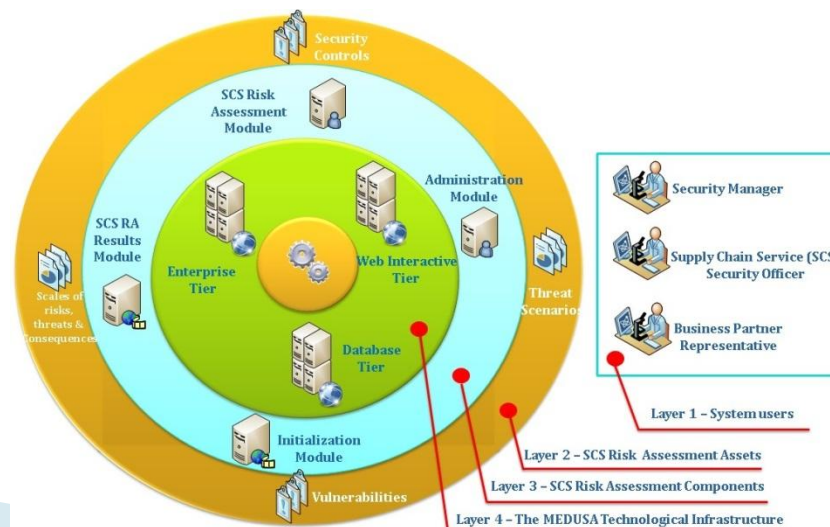 Security
Controls
SCS Risk
Assessment
Module
Administration
Module
SCS RA
Results
Module
Enterprise
Tier
Web Interactive
Tier
Scales of
risks,
threats &
Consequences
Threat
Scenarios
Database
Tier
Initialization
Module
Vulnerabilities
Security Manager
Supply Chain Service (SCS
Security Officer
Business Partner
Representative
Layer 1 – System users
Layer 2 – SCS Risk Assessment Assets
Layer 3 – SCS Risk Assessment Components
Layer 4 – The MEDUSA Technological Infrastructure